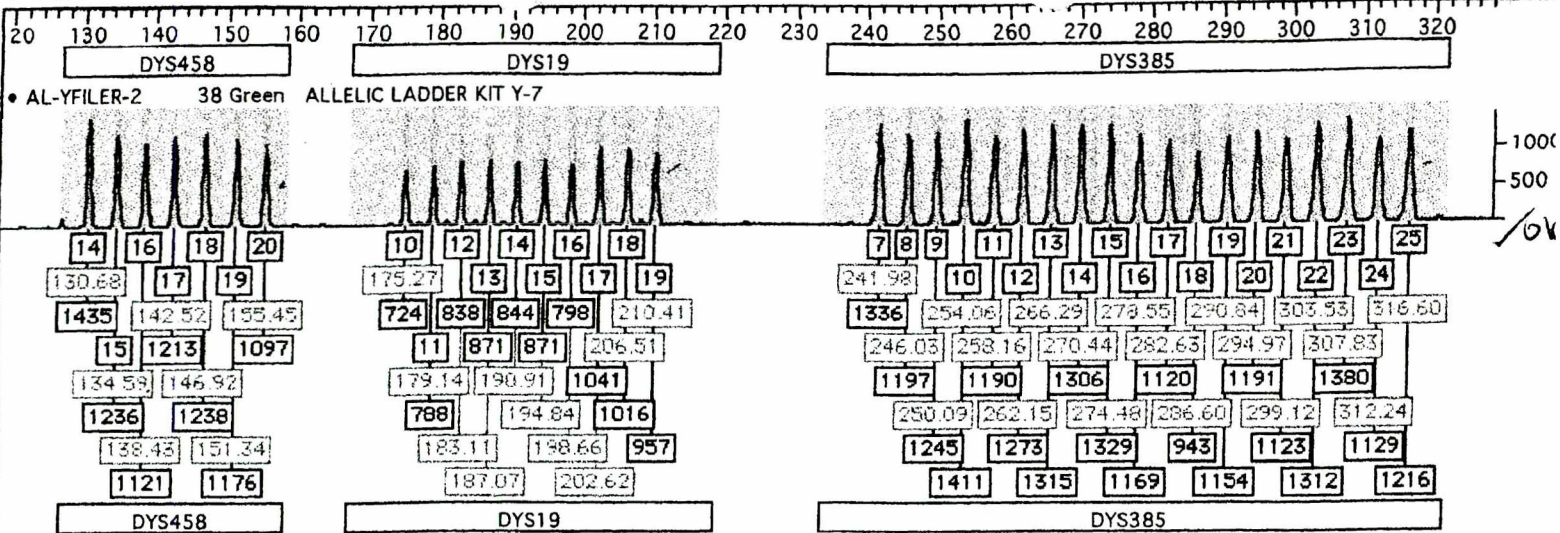 20 130 140 150 160 170 180 190 200 210 220 230 240 250 260 270 280 290 300 310 320
DYS458 DYS19 DYS385
• AL-YFILER-2 38 Green ALLELIC LADDER KIT Y-7
1000
500
14 16 18 20 10 12 14 16 18 7 8 9 11 13 15 17 19 21 23 25
17 19 13 15 17 19 10 12 14 16 18 20 22 24
130.68 175.27 241.98
1435 142.52 155.45 724 838 844 798 210.41 1336 254.06 266.29 278.55 290.84 303.53 316.60
15 1213 1097 11 871 871 206.51 246.03 258.16 270.44 282.63 294.97 307.83
134.59 146.92 179.14 190.91 1041 1197 1190 1306 1120 1191 1380
1236 1238 788 194.84 1016 250.09 262.15 274.48 286.60 299.12 312.24
138.43 151.34 183.11 198.66 957 1245 1273 1329 943 1123 1129
1121 1176 187.07 202.62 1411 1315 1169 1154 1312 1216
DYS458 DYS19 DYS385